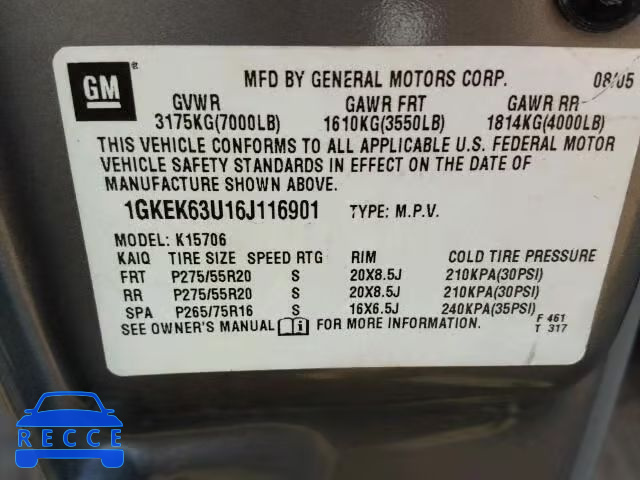 GM
MFD BY GENERAL MOTORS CORP. 08/05
GVWR GAWR FRT GAWR RR
3175KG(7000LB) 1610KG(3550LB) 1814KG(4000LB)
THIS VEHICLE CONFORMS TO ALL APPLICABLE U.S. FEDERAL MOTOR
VEHICLE SAFETY STANDARDS IN EFFECT ON THE DATE OF
MANUFACTURE SHOWN ABOVE.
1GKEK63U16J116901 TYPE: M.P.V.
MODEL: K15706
KAIQ TIRE SIZE SPEED RTG RIM COLD TIRE PRESSURE
FRT P275/55R20 S 20X8.5J 210KPA(30PSI)
RR P275/55R20 S 20X8.5J 210KPA(30PSI)
SPA P265/75R16 S 16X6.5J 240KPA(35PSI)
SEE OWNER'S MANUAL FOR MORE INFORMATION.
F 461
T 317
RECCE